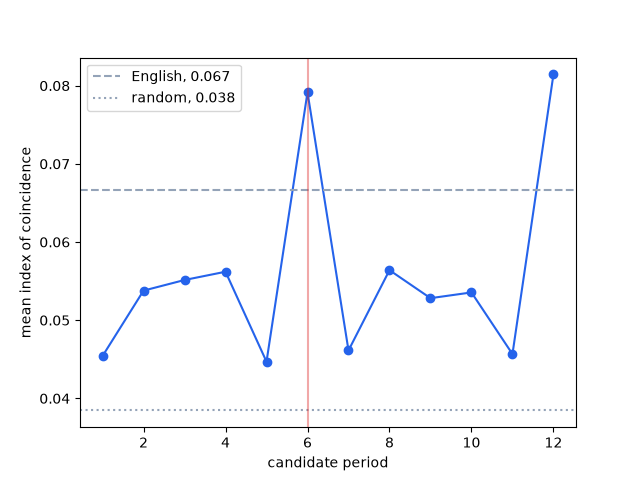 English, 0.067
random, 0.038
0.08
0.07
0.06
0.05
0.04
mean index of coincidence
2 4 6 8 10 12
candidate period